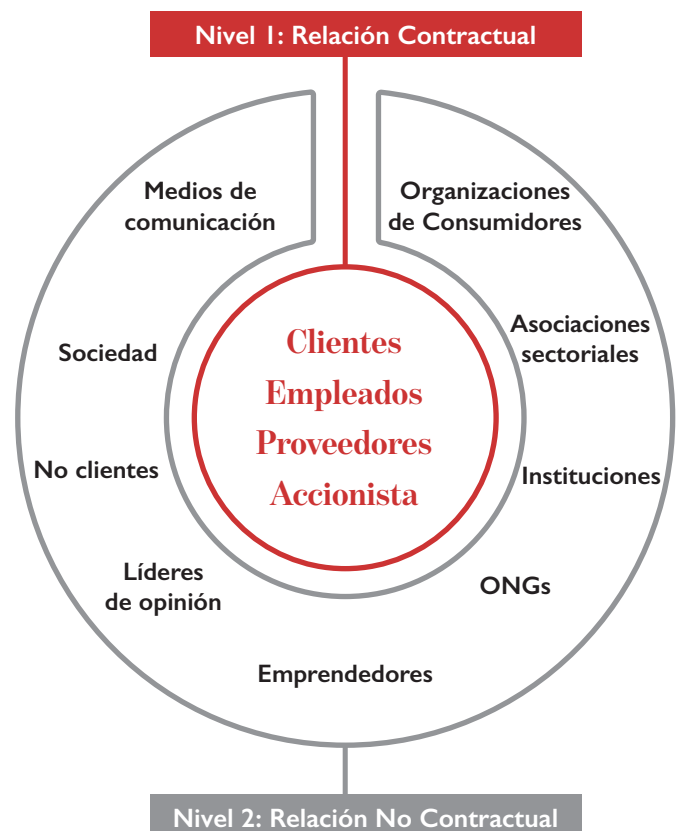 Nivel 1: Relación Contractual
Medios de
comunicación
Organizaciones
de Consumidores
Sociedad
Asociaciones
sectoriales
Clientes
Empleados
Proveedores
Accionista
No clientes
Instituciones
Líderes
de opinión
ONGs
Emprendedores
Nivel 2: Relación No Contractual